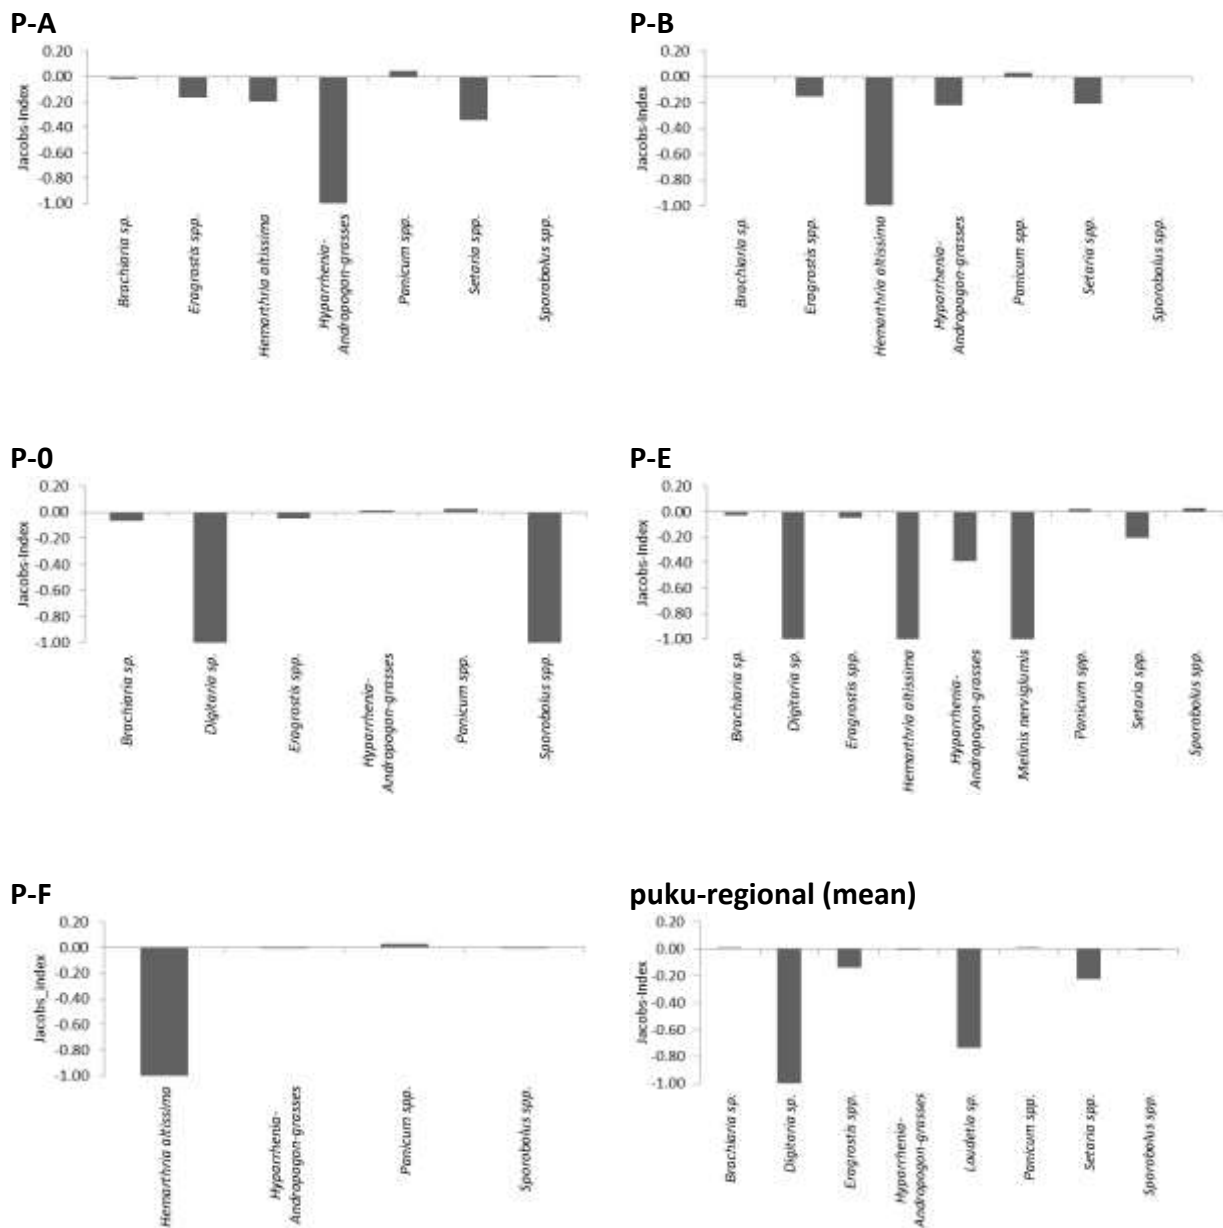 P-A
0.20
0.00
-0.20
-0.40
-0.60
-0.80
-1.00
Jacobs-Index
Brachiaria sp.
Eragrostis spp.
Hemarthria altissima
Hyparrhenia-
Andropogon-grasses
Panicum spp.
Setaria spp.
Sporobolus spp.
P-B
0.20
0.00
-0.20
-0.40
-0.60
-0.80
-1.00
Jacobs-Index
Brachiaria sp.
Eragrostis spp.
Hemarthria altissima
Hyparrhenia-
Andropogon-grasses
Panicum spp.
Setaria spp.
Sporobolus spp.
P-0
0.20
0.00
-0.20
-0.40
-0.60
-0.80
-1.00
Jacobs-Index
Brachiaria sp.
Digitaria sp.
Eragrostis spp.
Hyparrhenia-
Andropogon-grasses
Panicum spp.
Sporobolus spp.
P-E
0.20
0.00
-0.20
-0.40
-0.60
-0.80
-1.00
Jacobs-Index
Brachiaria sp.
Digitaria sp.
Eragrostis spp.
Hemarthria altissima
Hyparrhenia-
Andropogon-grasses
Melinis nerviglumis
Panicum spp.
Setaria spp.
Sporobolus spp.
P-F
0.20
0.00
-0.20
-0.40
-0.60
-0.80
-1.00
Jacobs_index
Hemarthria altissima
Hyparrhenia-
Andropogon-grasses
Panicum spp.
Sporobolus spp.
puku-regional (mean)
0.20
0.00
-0.20
-0.40
-0.60
-0.80
-1.00
Jacobs-Index
Brachiaria sp.
Digitaria sp.
Eragrostis spp.
Hyparrhenia-
Andropogon-grasses
Loudetia sp.
Panicum spp.
Setaria spp.
Sporobolus spp.